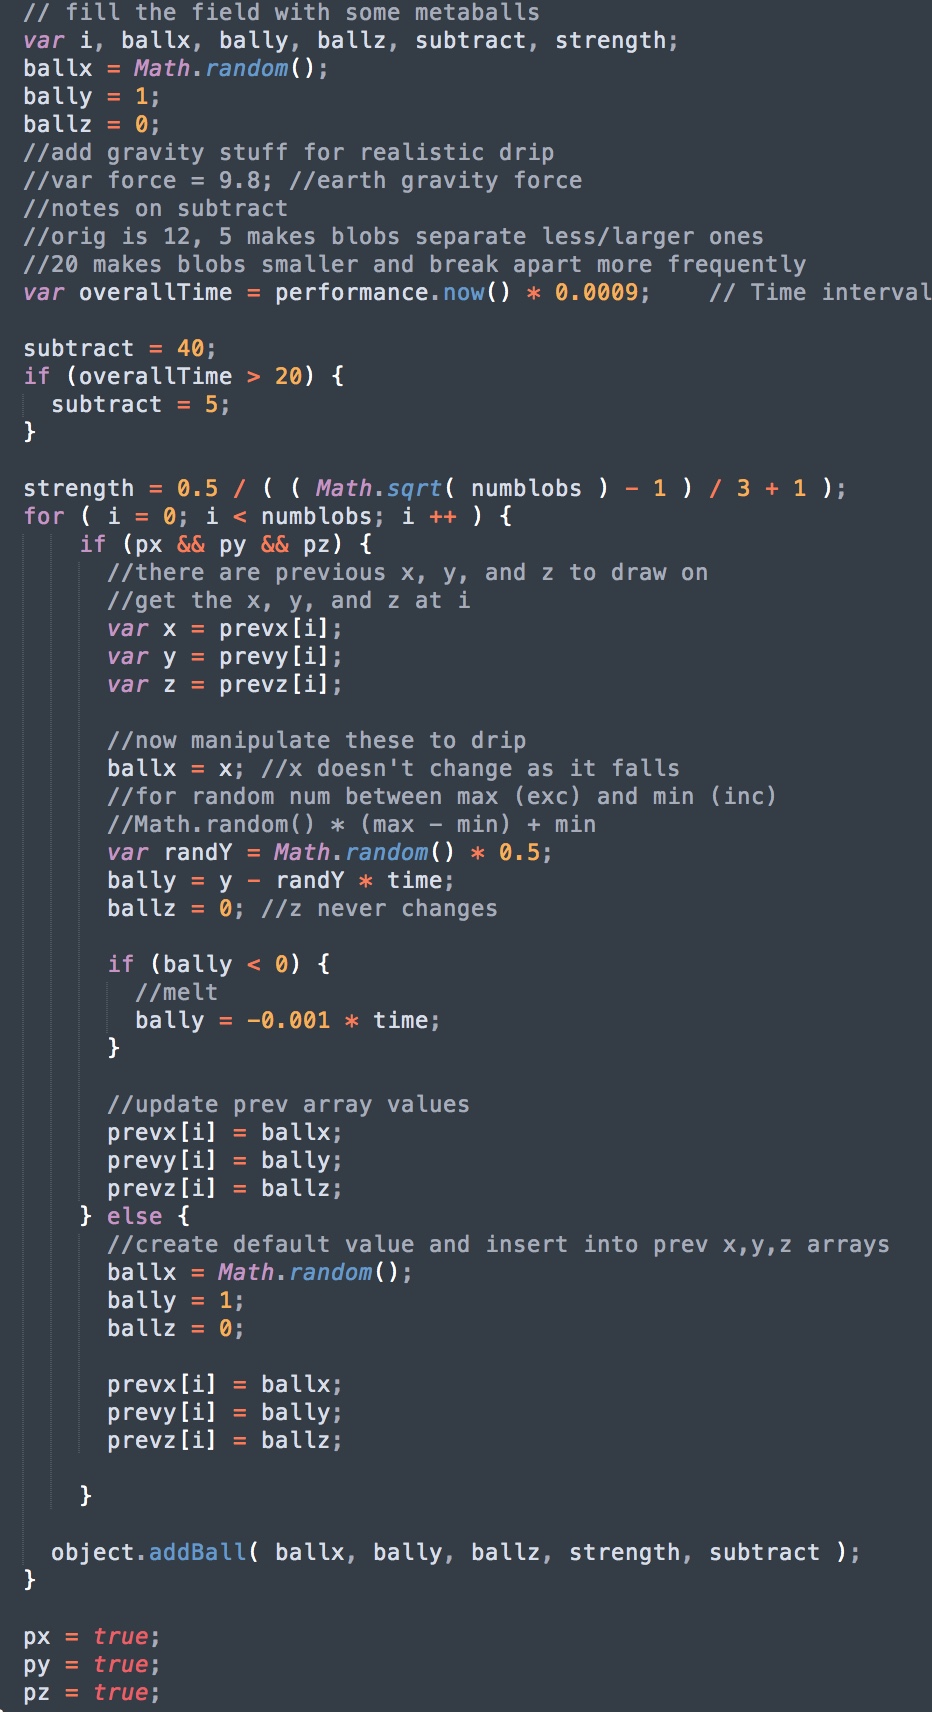 // fill the field with some metaballs
var i, ballx, bally, ballz, subtract, strength;
ballx = Math.random();
bally = 1;
ballz = 0;
//add gravity stuff for realistic drip
//var force = 9.8; //earth gravity force
//notes on subtract
//orig is 12, 5 makes blobs separate less/larger ones
//20 makes blobs smaller and break apart more frequently
var overallTime = performance.now() * 0.0009;    // Time interval

subtract = 40;
if (overallTime > 20) {
  subtract = 5;
}

strength = 0.5 / ( ( Math.sqrt( numblobs ) - 1 ) / 3 + 1 );
for ( i = 0; i < numblobs; i ++ ) {
    if (px && py && pz) {
      //there are previous x, y, and z to draw on
      //get the x, y, and z at i
      var x = prevx[i];
      var y = prevy[i];
      var z = prevz[i];

      //now manipulate these to drip
      ballx = x; //x doesn't change as it falls
      //for random num between max (exc) and min (inc)
      //Math.random() * (max - min) + min
      var randY = Math.random() * 0.5;
      bally = y - randY * time;
      ballz = 0; //z never changes

      if (bally < 0) {
        //melt
        bally = -0.001 * time;
      }

      //update prev array values
      prevx[i] = ballx;
      prevy[i] = bally;
      prevz[i] = ballz;
    } else {
      //create default value and insert into prev x,y,z arrays
      ballx = Math.random();
      bally = 1;
      ballz = 0;

      prevx[i] = ballx;
      prevy[i] = bally;
      prevz[i] = ballz;

    }

  object.addBall( ballx, bally, ballz, strength, subtract );
}

px = true;
py = true;
pz = true;